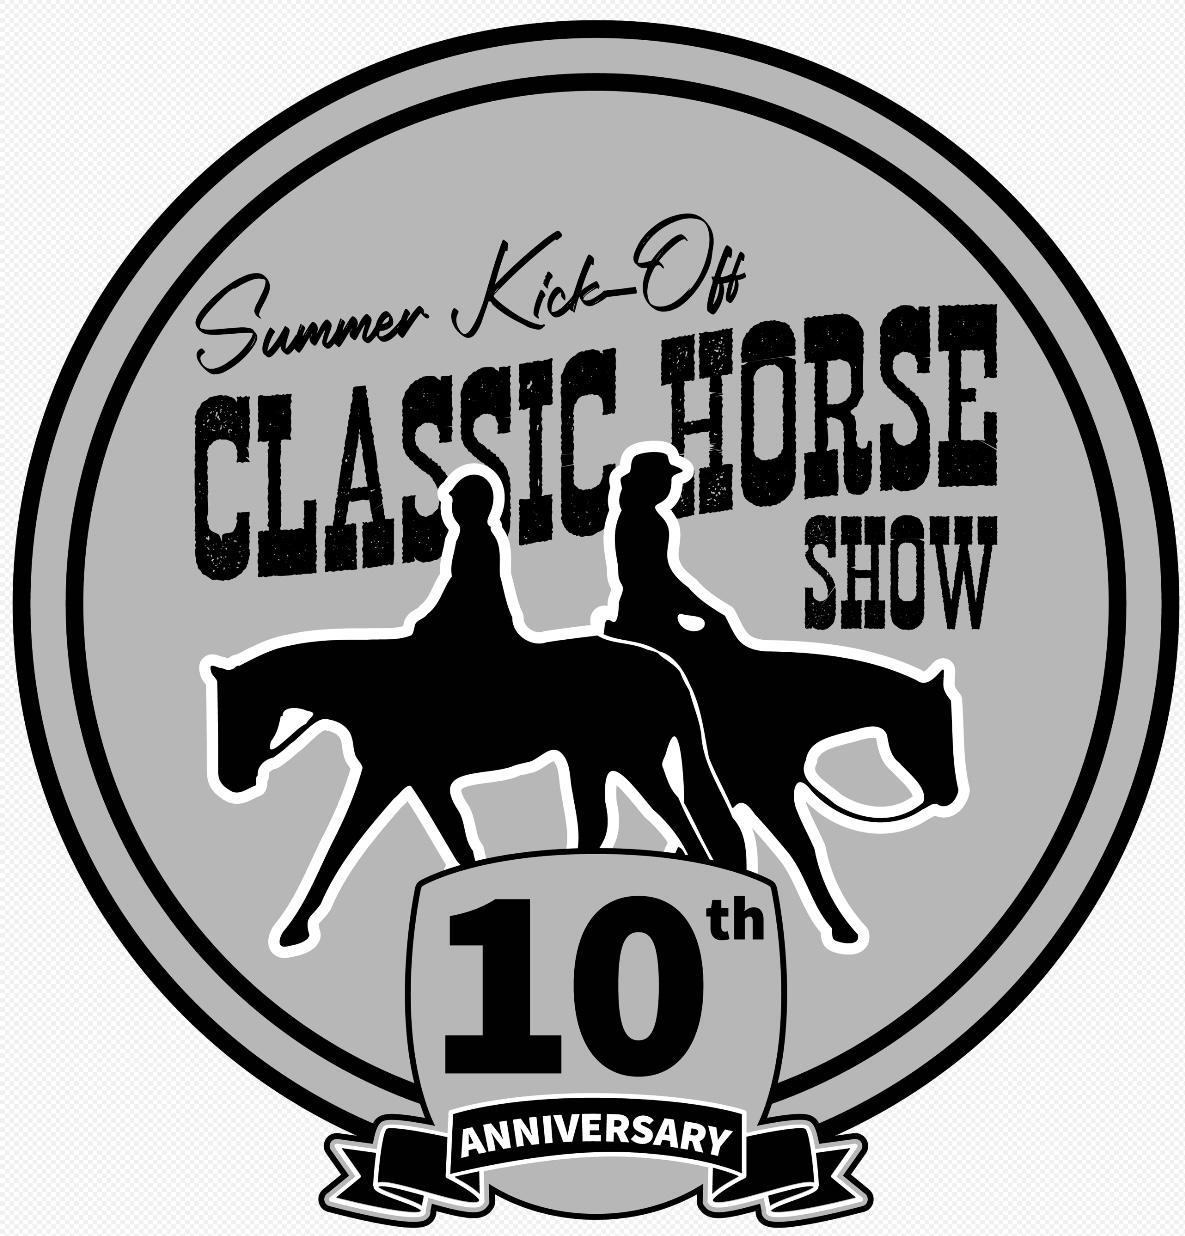 Summer Kick-Off
CLASSIC HORSE
SHOW
10th
ANNIVERSARY